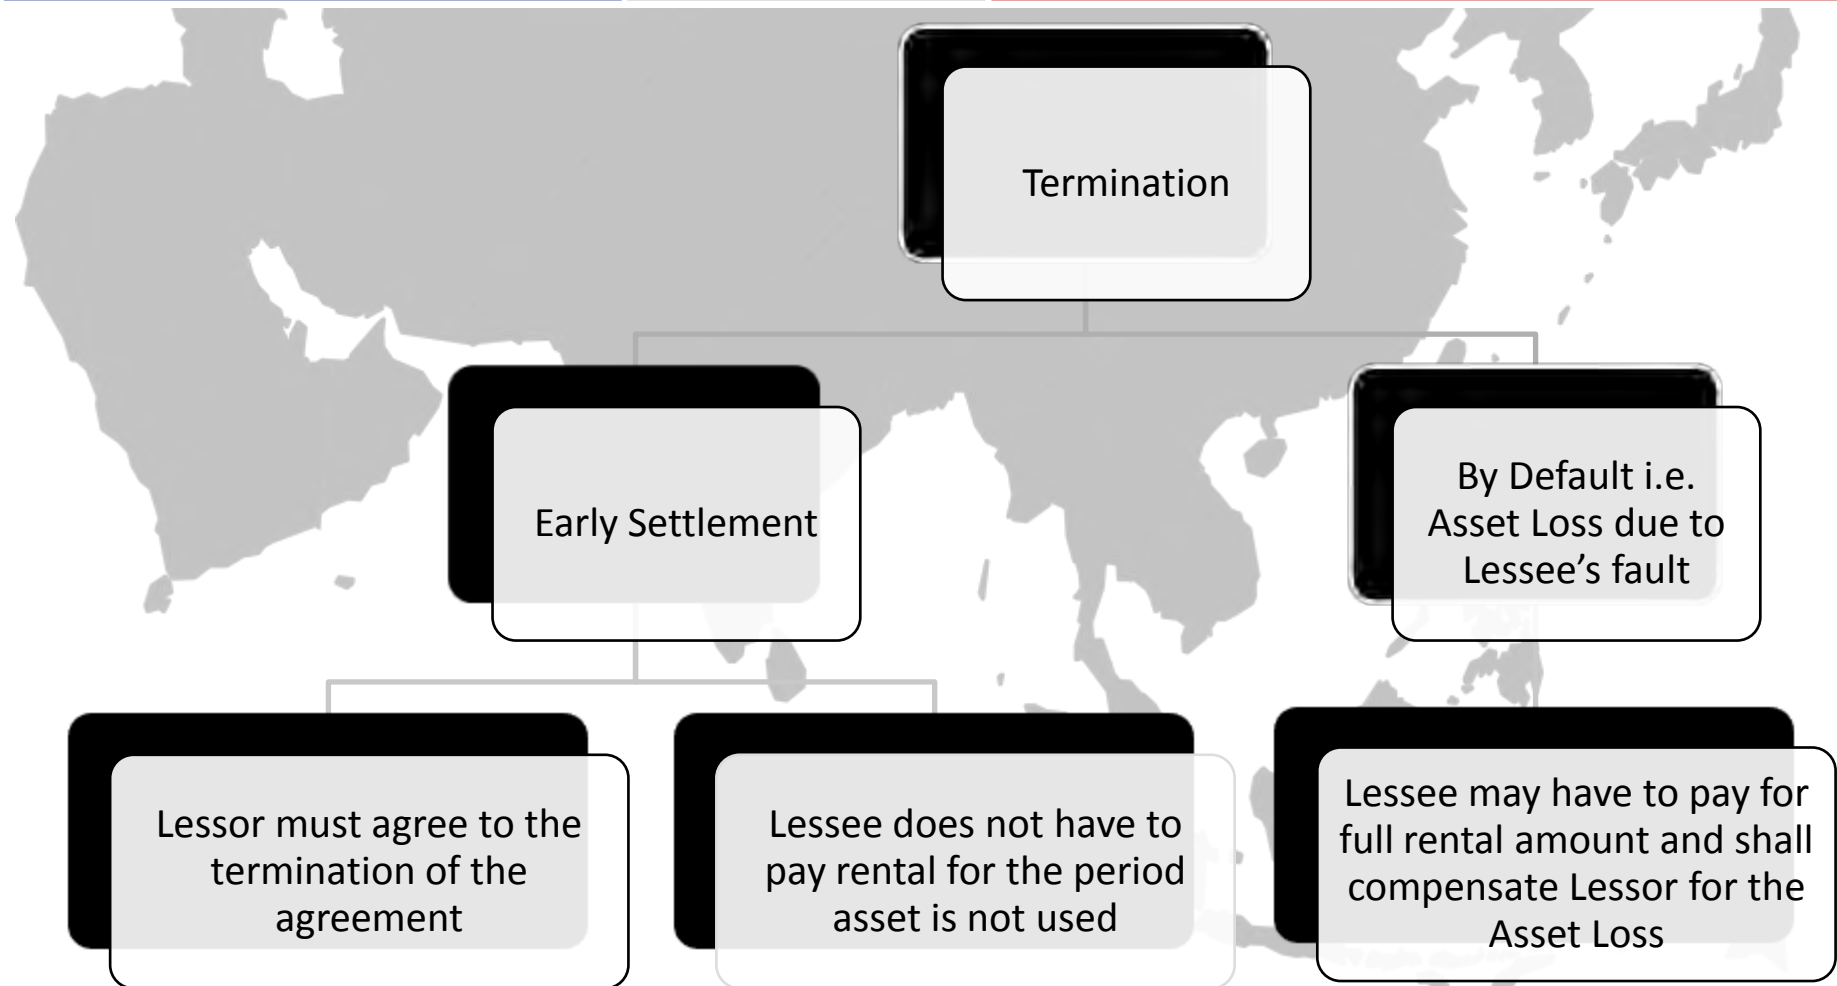 Termination
Early Settlement
By Default i.e.
Asset Loss due to
Lessee’s fault
Lessor must agree to the
termination of the
agreement
Lessee does not have to
pay rental for the period
asset is not used
Lessee may have to pay for
full rental amount and shall
compensate Lessor for the
Asset Loss